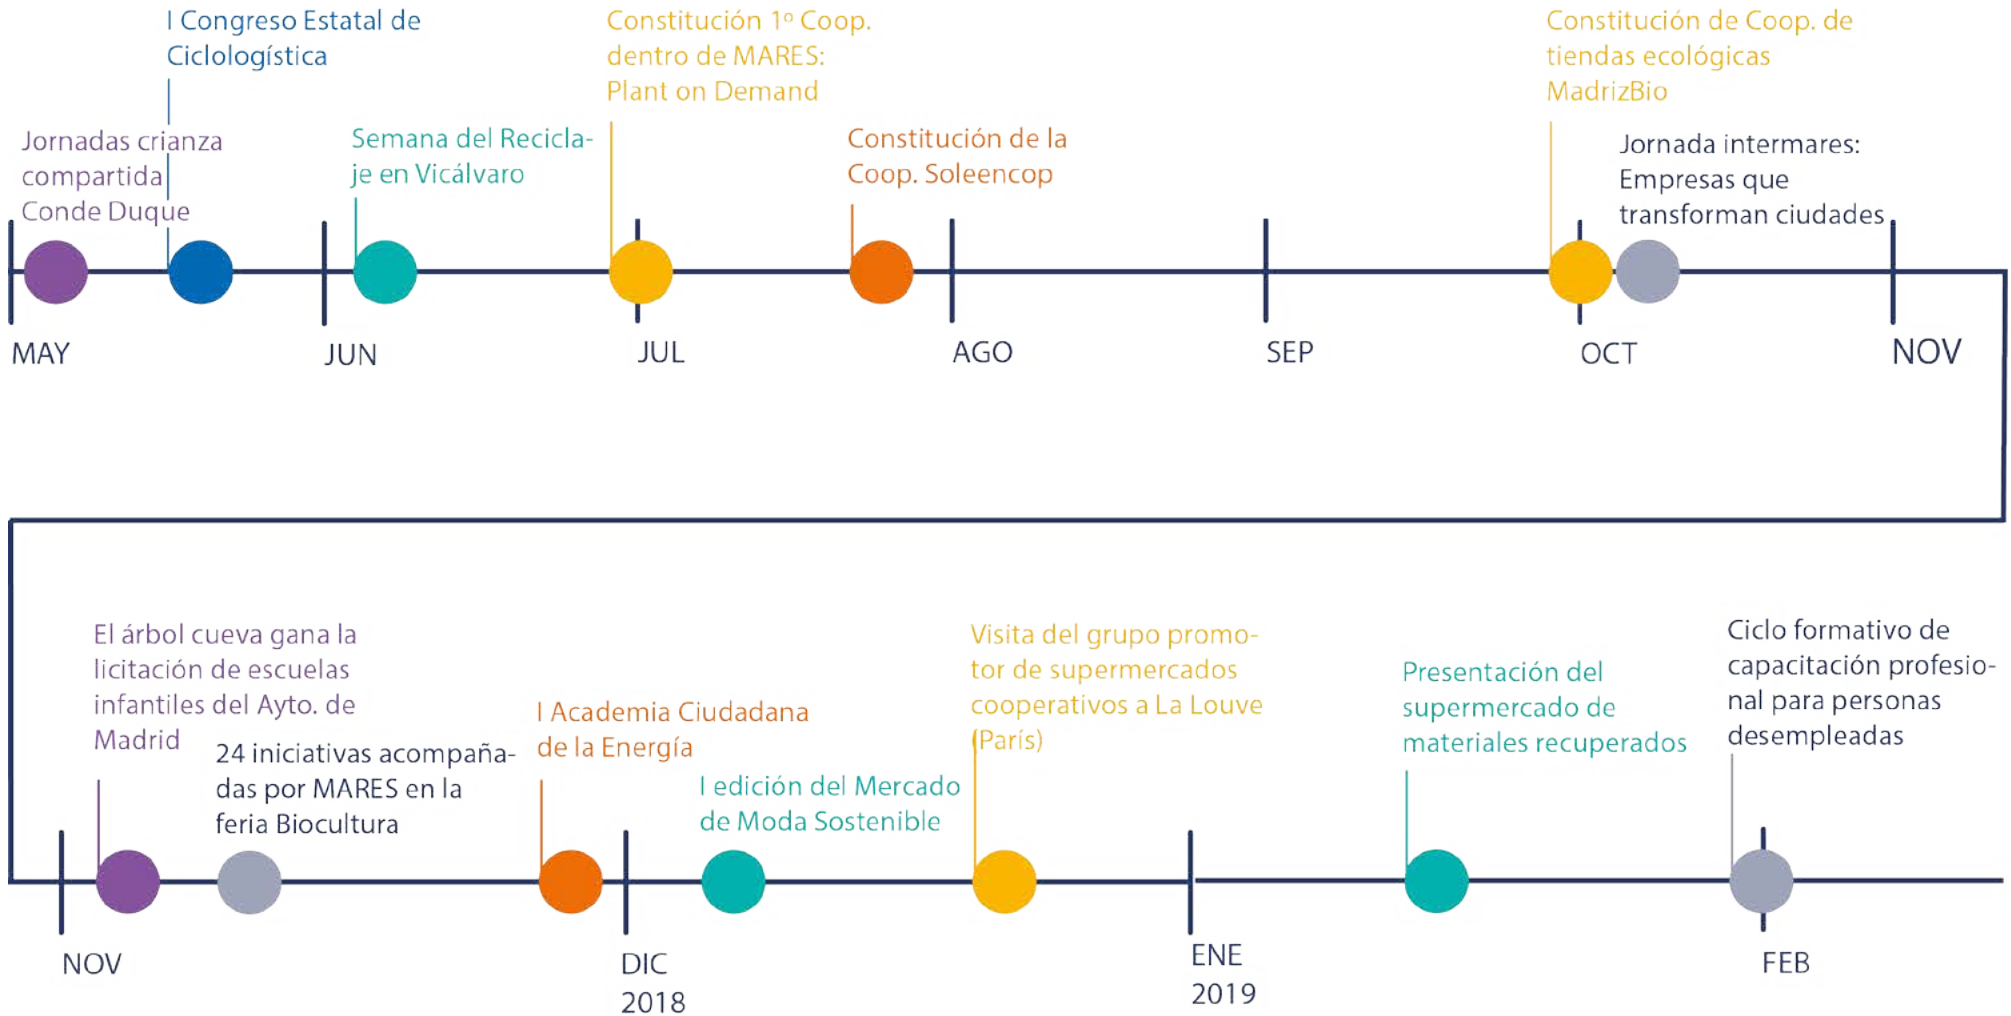 I Congreso Estatal de
Ciclologística
Constitución 1º Coop.
dentro de MARES:
Plant on Demand
Constitución de Coop. de
tiendas ecológicas
MadrizBio
Jornadas crianza
compartida
Conde Duque
Semana del Recicla-
je en Vicálvaro
Constitución de la
Coop. Soleencop
Jornada intermares:
Empresas que
transforman ciudades
MAY
JUN
JUL
AGO
SEP
OCT
NOV
El árbol cueva gana la
licitación de escuelas
infantiles del Ayto. de
Madrid
24 iniciativas acompaña-
das por MARES en la
feria Biocultura
I Academia Ciudadana
de la Energía
I edición del Mercado
de Moda Sostenible
Visita del grupo promo-
tor de supermercados
cooperativos a La Louve
(París)
Presentación del
supermercado de
materiales recuperados
Ciclo formativo de
capacitación profesio-
nal para personas
desempleadas
NOV
DIC
2018
ENE
2019
FEB